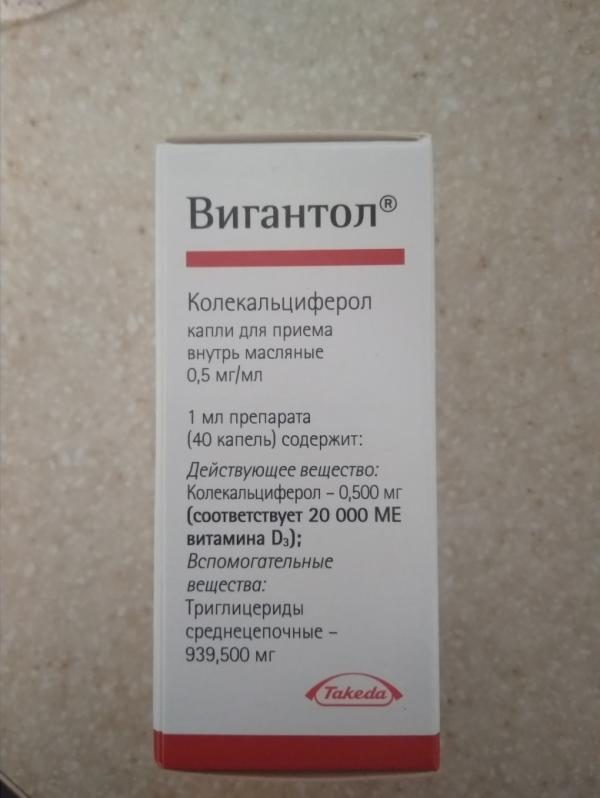 Вигантол®
Колекальциферол
капли для приема
внутрь масляные
0,5 мг/мл
1 мл препарата
(40 капель) содержит:
Действующее вещество:
Колекальциферол – 0,500 мг
(соответствует 20 000 МЕ
витамина D₃);
Вспомогательные
вещества:
Триглицериды
среднецепочные –
939,500 мг
Takeda